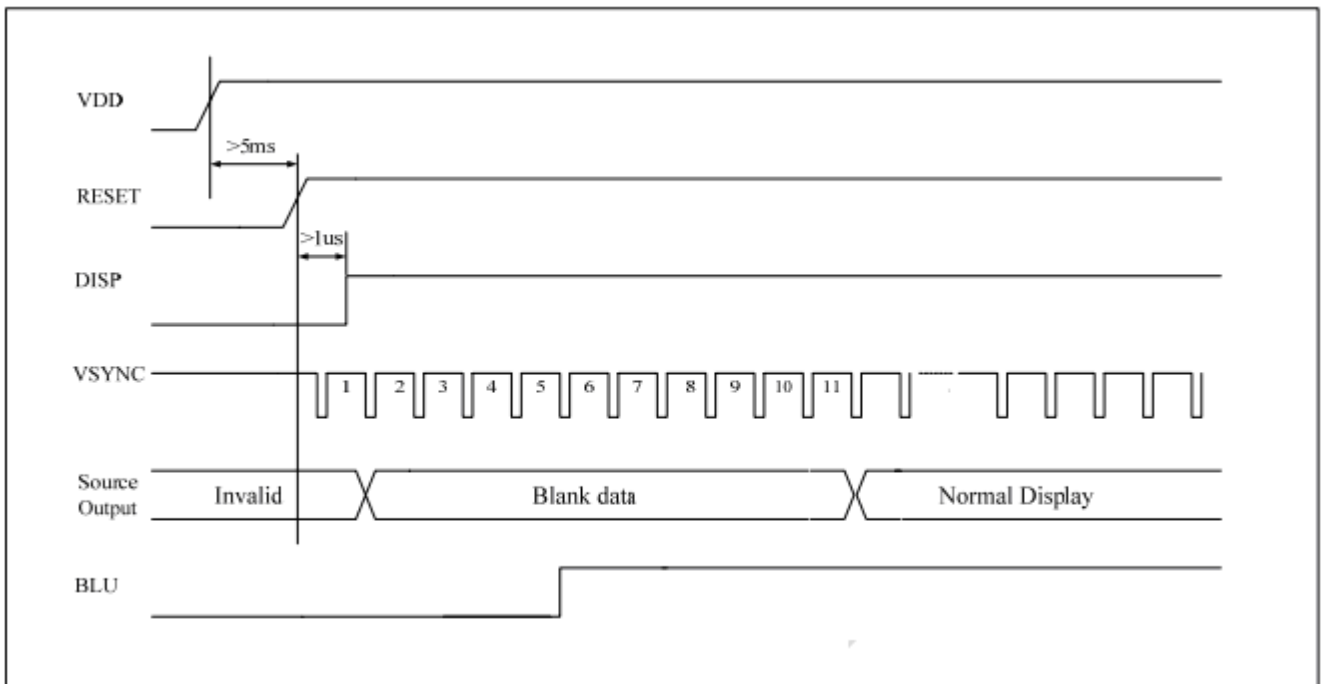 VDD
>5ms
RESET
>1us
DISP
VSYNC 1 2 3 4 5 6 7 8 9 10 11
Source
Output
Invalid Blank data Normal Display
BLU